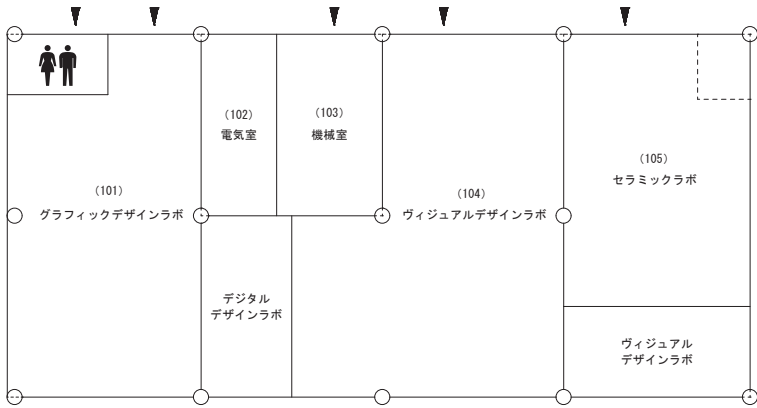 （102）
電気室
（103）
機械室
（105）
セラミックラボ
（101）
グラフィックデザインラボ
（104）
ヴィジュアルデザインラボ
デジタル
デザインラボ
ヴィジュアル
デザインラボ